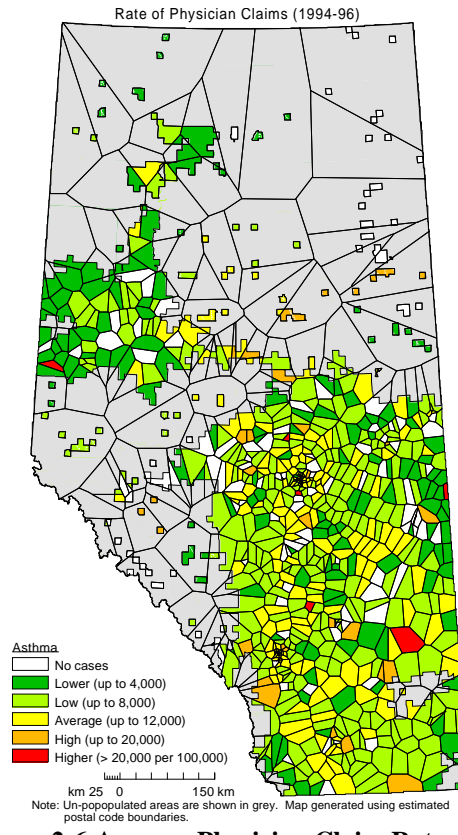 Rate of Physician Claims (1994-96)
Asthma
No cases
Lower (up to 4,000)
Low (up to 8,000)
Average (up to 12,000)
High (up to 20,000)
Higher (> 20,000 per 100,000)
km 25 0 150 km
Note: Un-popopulated areas are shown in grey. Map generated using estimated
postal code boundaries.